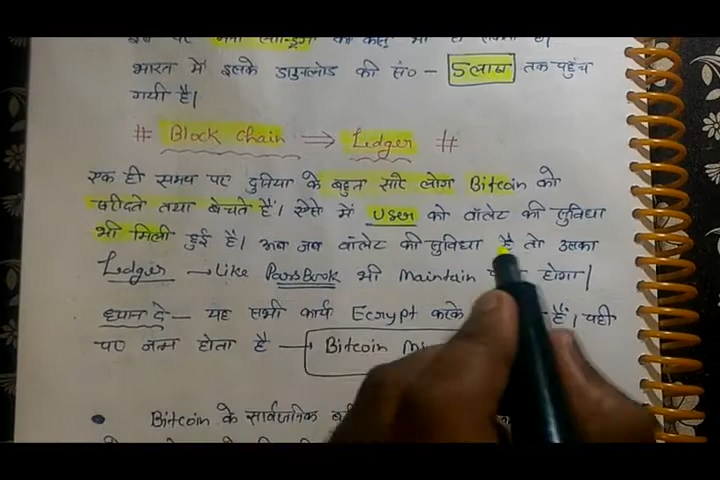 भारत में इसके डाउनलोड की सं० - 5 लाख तक पहुंच
गयी है।
# Block Chain ⇒ Ledger #
एक ही समय पर दुनिया के बहुत सारे लोग Bitcoin को
खरीदते तथा बेचते हैं। ऐसे में user को वॉलेट की सुविधा
भी मिली हुई है। अब जब वॉलेट की सुविधा है तो उसका
Ledger → Like PassBook भी maintain होगा।
ध्यान दे - यह सभी कार्य Ecrypt करके हैं। यही
पर जन्म होता है → Bitcoin
• Bitcoin के सार्वजनिक